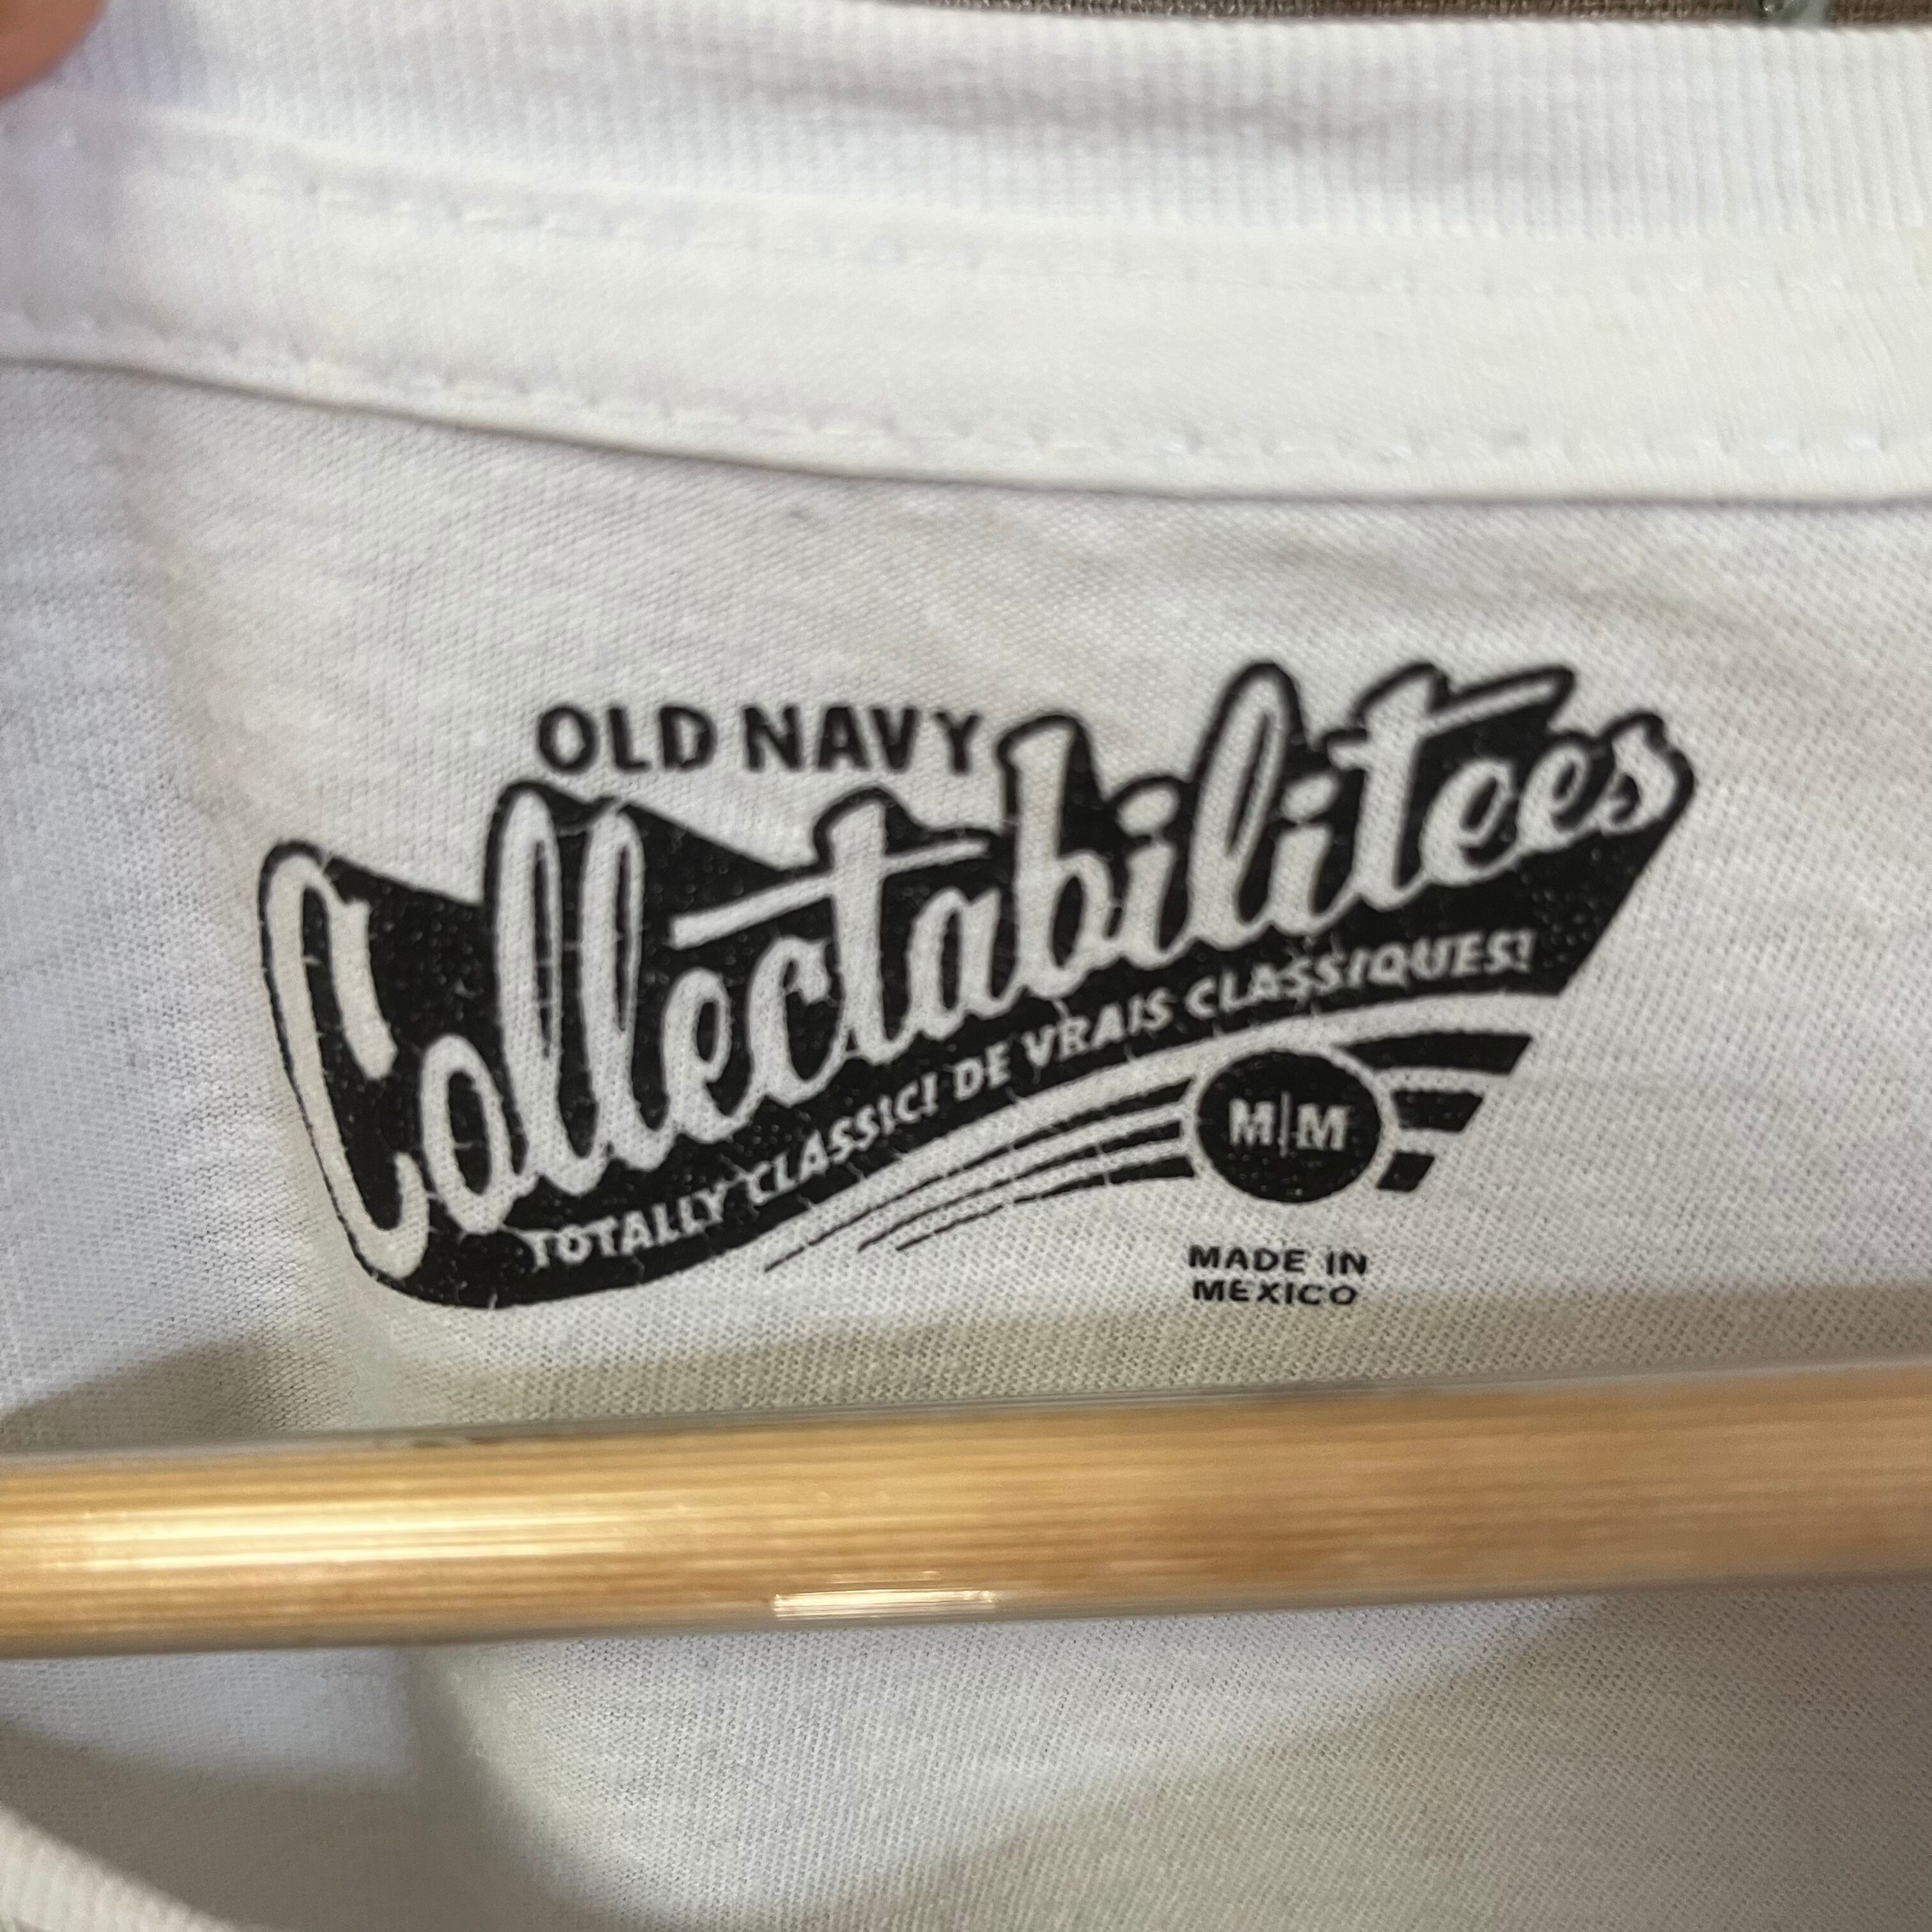 OLD NAVY
Collectabilitees
TOTALLY CLASSIC! DE VRAIS CLASSIQUES!
M|M
MADE IN
MEXICO